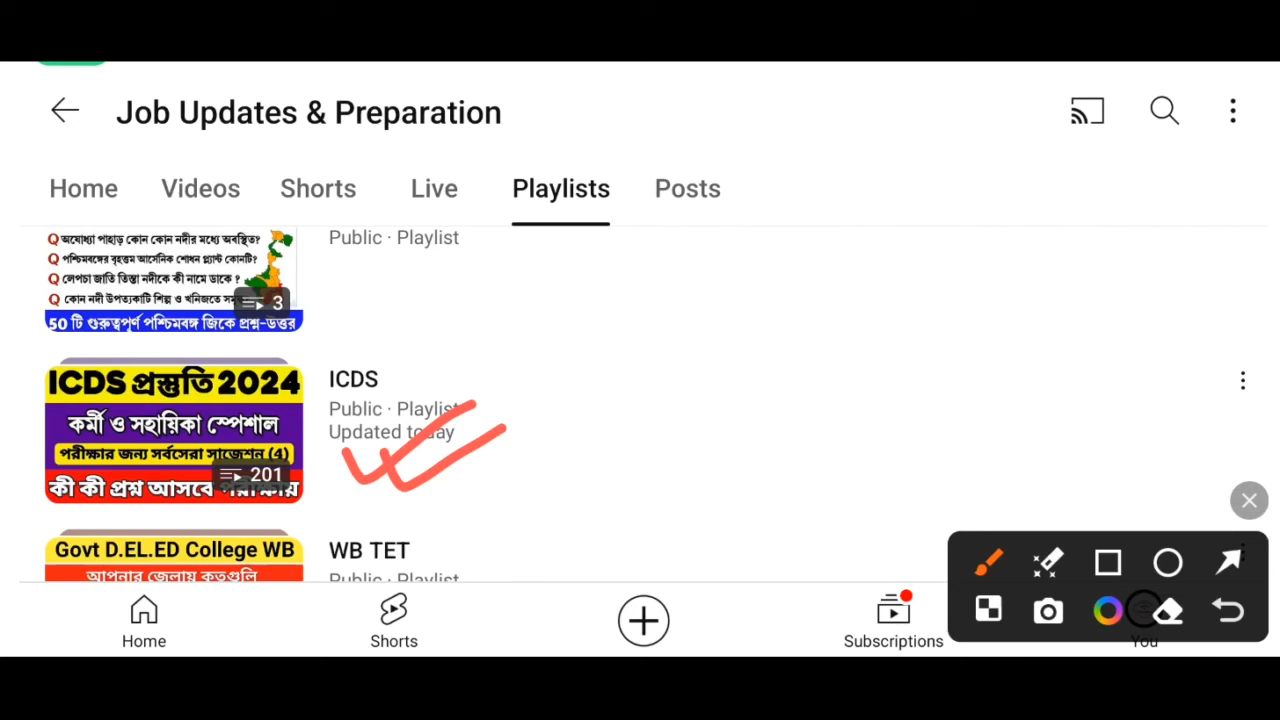 Job Updates & Preparation
Home Videos Shorts Live Playlists Posts
Q অযোধ্যা পাহাড় কোন কোন নদীর মধ্যে অবস্থিত?
Q পশ্চিমবঙ্গের বৃহত্তম আর্সেনিক শোধন প্ল্যান্ট কোনটি?
Q লেপচা জাতি তিস্তা নদীকে কী নামে ডাকে ?
Q কোন নদী উপত্যকাটি শিল্প ও খনিজতে
3
50 টি গুরুত্বপূর্ণ পশ্চিমবঙ্গ জিকে প্রশ্ন-উত্তর
Public · Playlist
ICDS প্রস্তুতি 2024
কর্মী ও সহায়িকা স্পেশাল
পরীক্ষার জন্য সর্বসেরা সাজেশন (4)
201
কী কী প্রশ্ন আসবে পরীক্ষায়
ICDS
Public · Playlist
Updated today
Govt D.EL.ED College WB
আপনার জেলায় কতগুলি
WB TET
Public · Playlist
Home
Shorts
Subscriptions
You